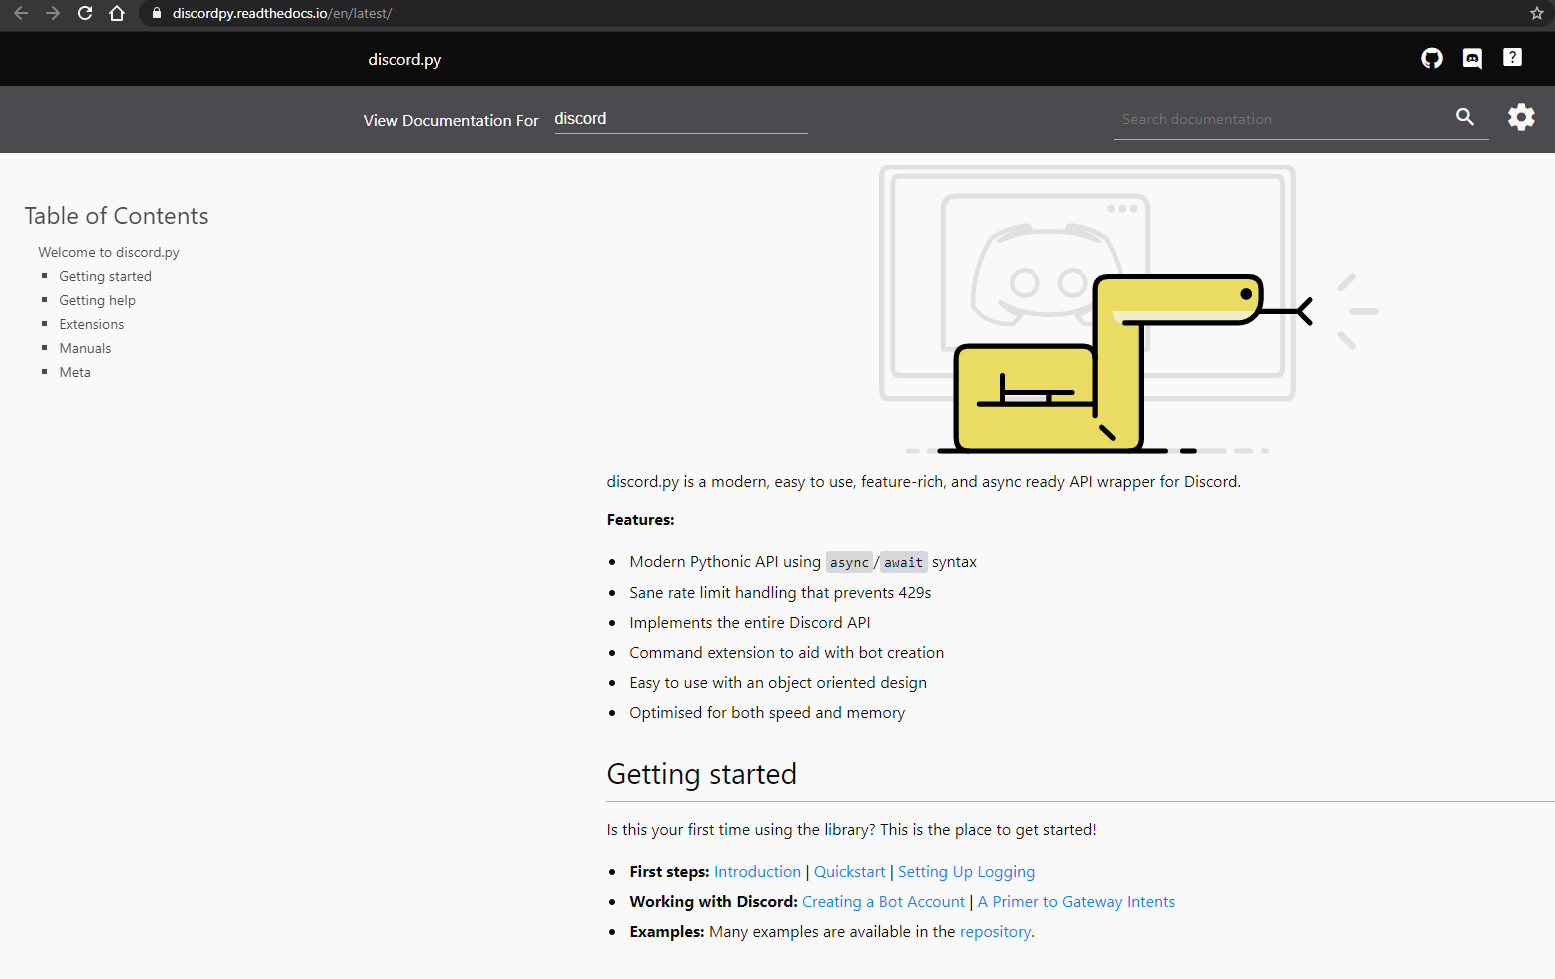 discordpy.readthedocs.io/en/latest/
discord.py
?
View Documentation For discord
Search documentation
Table of Contents
Welcome to discord.py
Getting started
Getting help
Extensions
Manuals
Meta
discord.py is a modern, easy to use, feature-rich, and async ready API wrapper for Discord.
Features:
Modern Pythonic API using async/await syntax
Sane rate limit handling that prevents 429s
Implements the entire Discord API
Command extension to aid with bot creation
Easy to use with an object oriented design
Optimised for both speed and memory
Getting started
Is this your first time using the library? This is the place to get started!
First steps: Introduction | Quickstart | Setting Up Logging
Working with Discord: Creating a Bot Account | A Primer to Gateway Intents
Examples: Many examples are available in the repository.